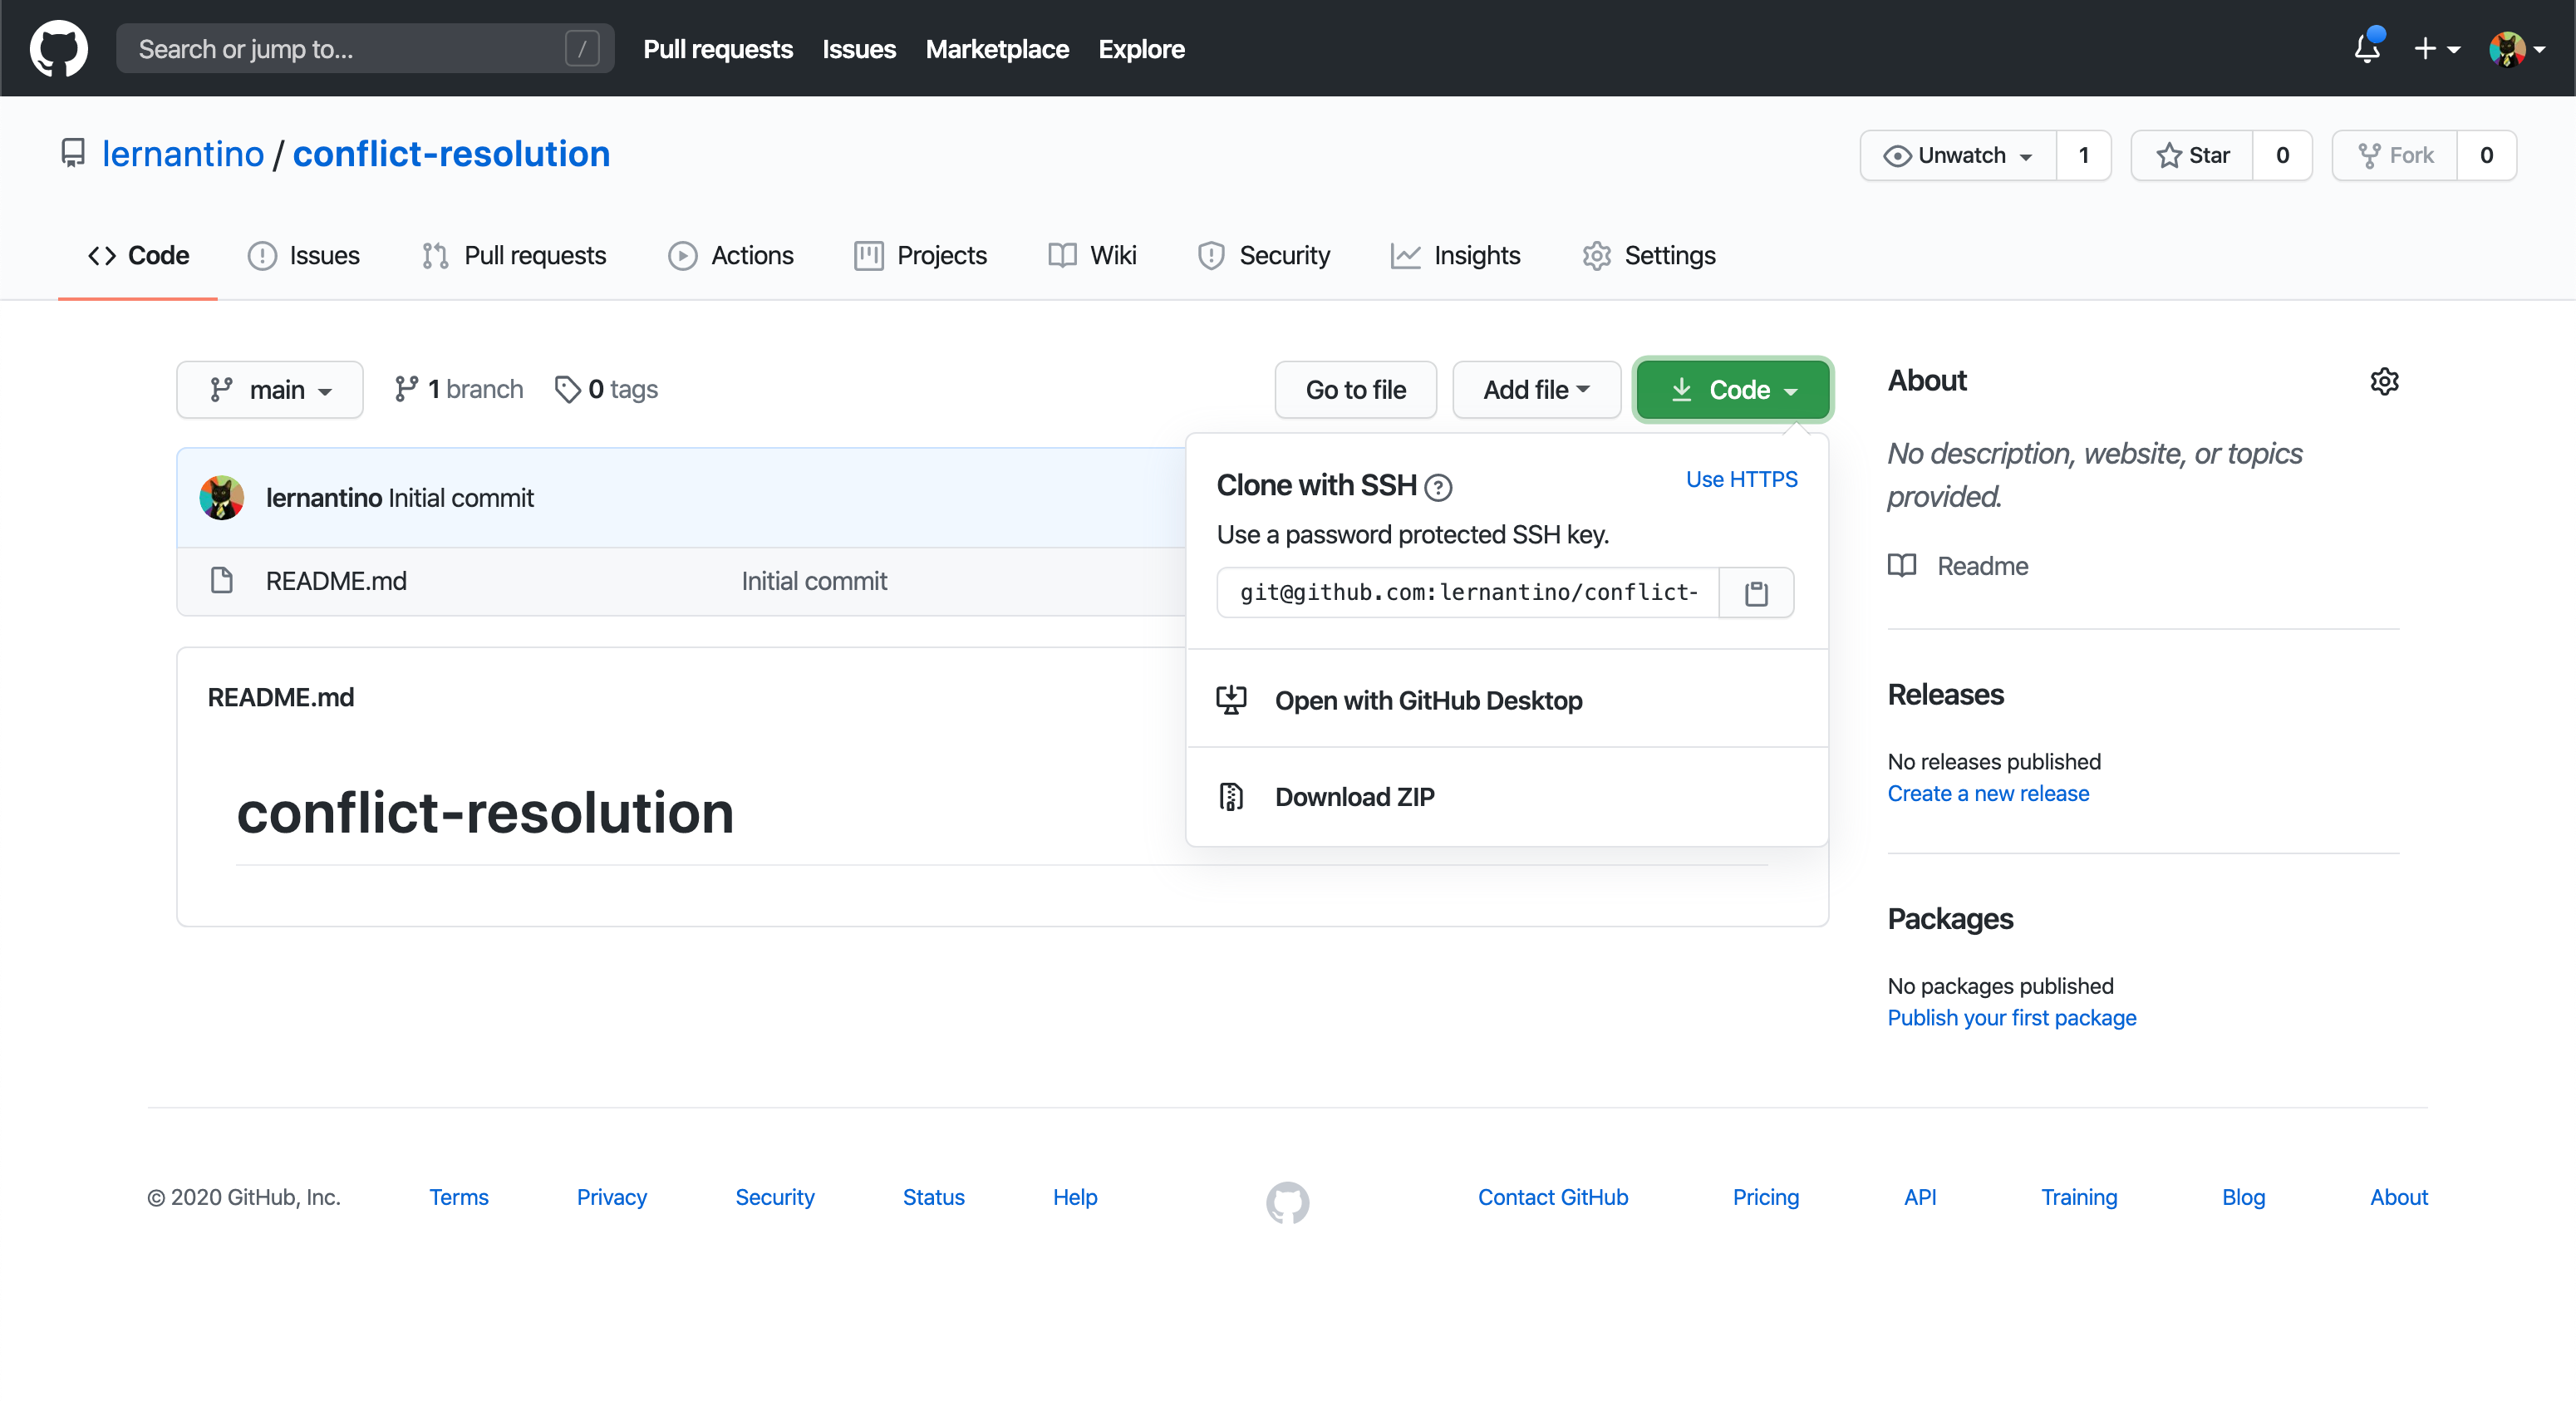 Search or jump to... /
Pull requests Issues Marketplace Explore
lernantino / conflict-resolution
Unwatch 1 Star 0 Fork 0
Code Issues Pull requests Actions Projects Wiki Security Insights Settings
main 1 branch 0 tags
Go to file Add file Code
lernantino Initial commit
README.md Initial commit
Clone with SSH ?
Use HTTPS
Use a password protected SSH key.
git@github.com:lernantino/conflict-
Open with GitHub Desktop
Download ZIP
README.md
conflict-resolution
About
No description, website, or topics
provided.
Readme
Releases
No releases published
Create a new release
Packages
No packages published
Publish your first package
© 2020 GitHub, Inc. Terms Privacy Security Status Help Contact GitHub Pricing API Training Blog About